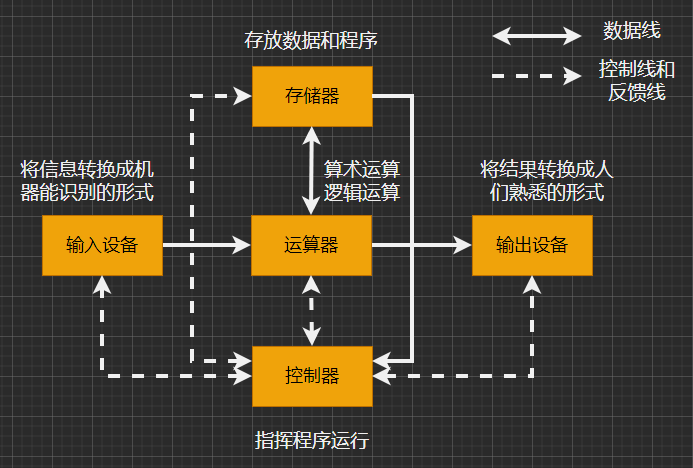 存放数据和程序
数据线
控制线和
反馈线
存储器
将信息转换成机
器能识别的形式
算术运算
逻辑运算
将结果转换成人
们熟悉的形式
输入设备
运算器
输出设备
控制器
指挥程序运行